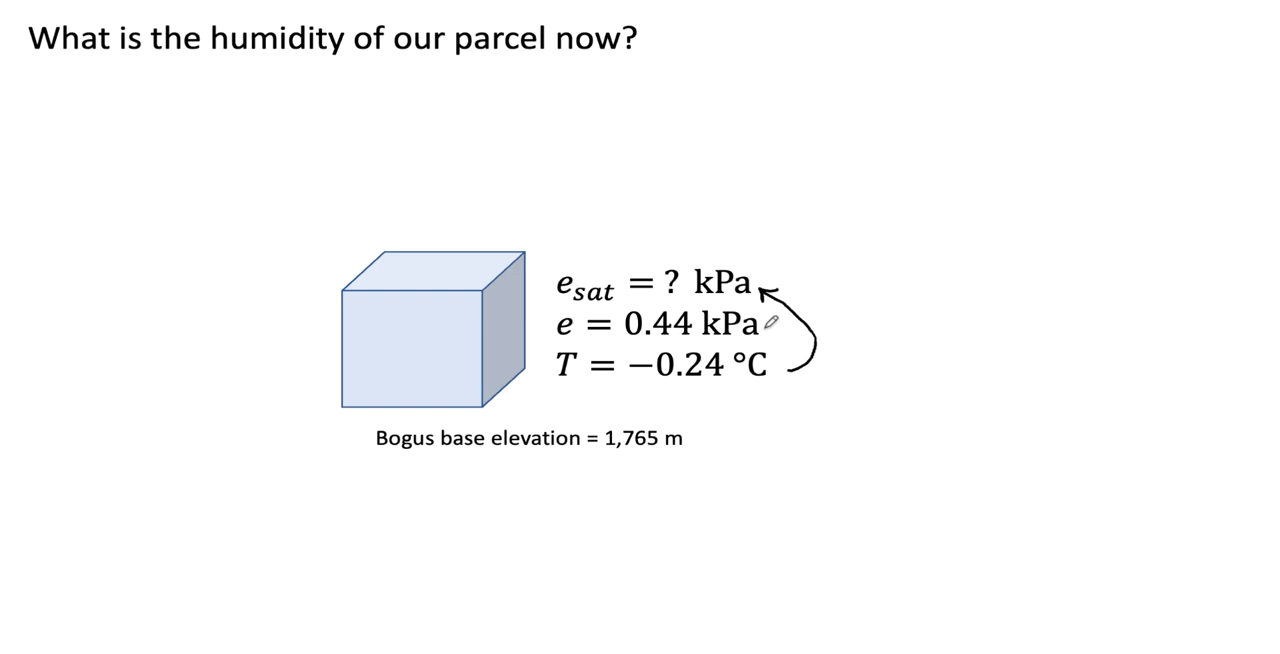 What is the humidity of our parcel now?
e_sat = ? kPa
e = 0.44 kPa
T = −0.24 °C
Bogus base elevation = 1,765 m